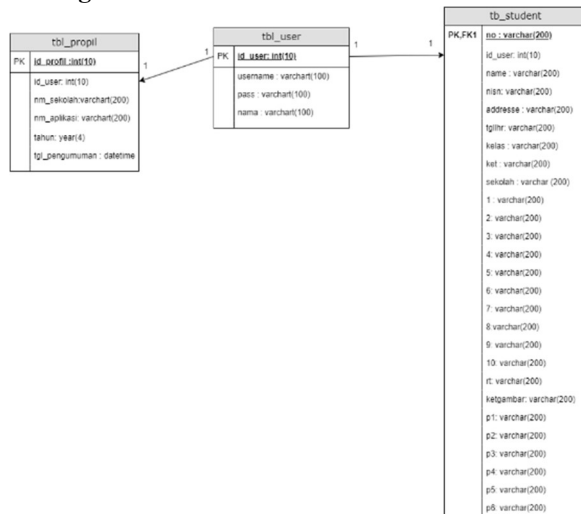 tbl_propil
PK
id_profil :int(10)
id_user: int(10)
nm_sekolah:varchart(200)
nm_aplikasi: varchart(200)
tahun: year(4)
tgl_pengumuman : datetime
1
1
tbl_user
PK
id_user: int(10)
username : varchart(100)
pass : varchart(100)
nama : varchart(100)
1
1
tb_student
PK,FK1
no : varchar(200)
id_user: int(10)
name : varchar(200)
nisn: varchar(200)
addresse : varchar(200)
tgllhr: varchar(200)
kelas : varchar(200)
ket : varchar(200)
sekolah : varchar (200)
1 : varchar(200)
2: varchar(200)
3: varchar(200)
4: varchar(200)
5: varchar(200)
6: varchar(200)
7: varchar(200)
8:varchar(200)
9: varchar(200)
10: varchar(200)
rt: varchar(200)
ketgambar: varchar(200)
p1: varchar(200)
p2: varchar(200)
p3: varchar(200)
p4: varchar(200)
p5: varchar(200)
p6: varchar(200)